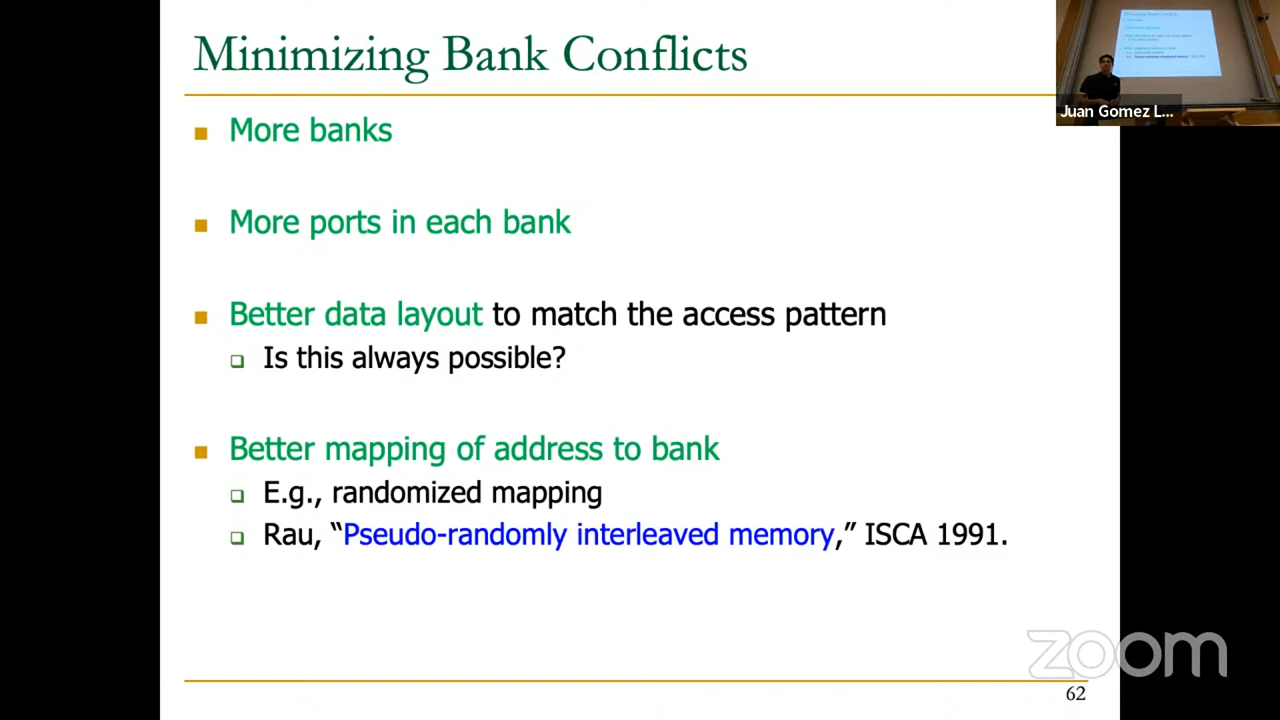 Minimizing Bank Conflicts
Juan Gomez L...
More banks
More ports in each bank
Better data layout to match the access pattern
Is this always possible?
Better mapping of address to bank
E.g., randomized mapping
Rau, “Pseudo-randomly interleaved memory,” ISCA 1991.
zoom
62